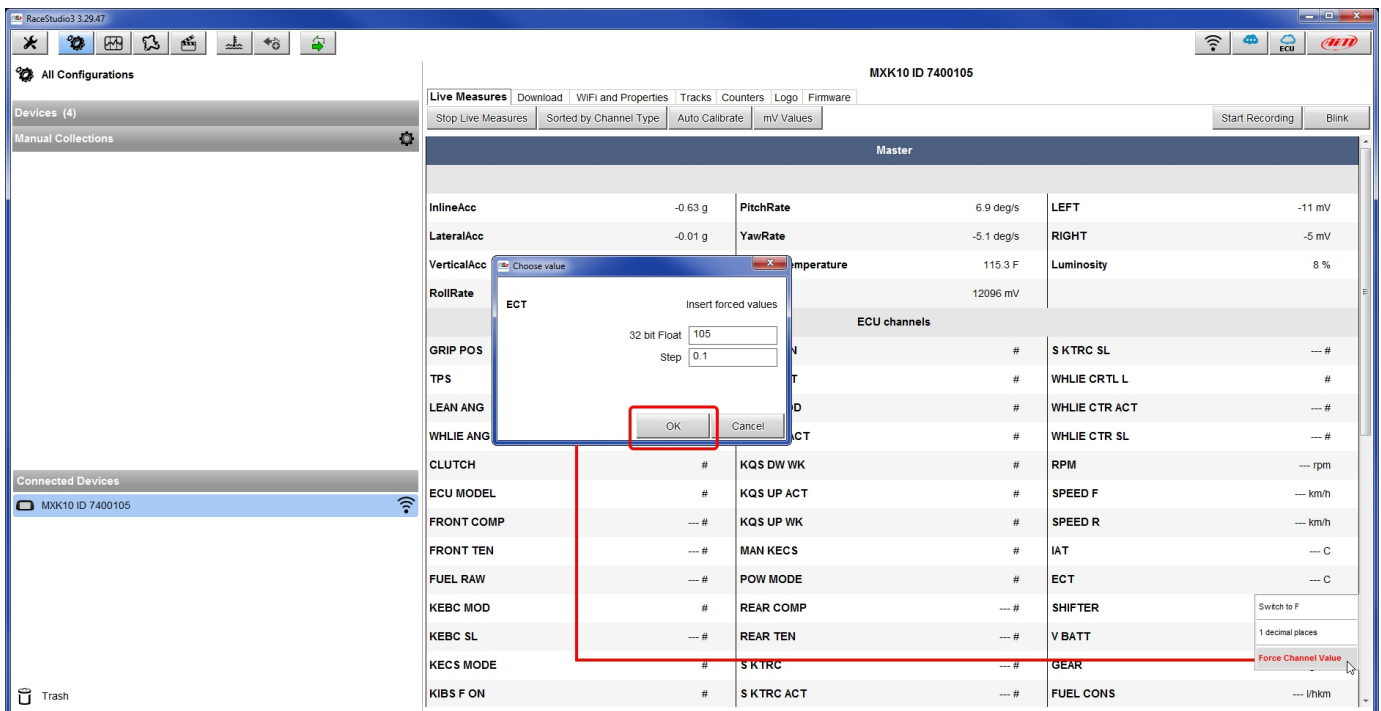 RaceStudio3 3.29.47
ECU
AiM
All Configurations
MXK10 ID 7400105
Live Measures Download WiFi and Properties Tracks Counters Logo Firmware
Devices (4)
Stop Live Measures Sorted by Channel Type Auto Calibrate mV Values Start Recording Blink
Manual Collections
Master
InlineAcc -0.63 g PitchRate 6.9 deg/s LEFT -11 mV
LateralAcc -0.01 g YawRate -5.1 deg/s RIGHT -5 mV
VerticalAcc emperature 115.3 F Luminosity 8 %
RollRate 12096 mV
Choose value
ECT Insert forced values
32 bit Float 105
Step 0.1
OK Cancel
ECU channels
GRIP POS N # S KTRC SL --- #
TPS T # WHLIE CRTL L #
LEAN ANG D # WHLIE CTR ACT --- #
WHLIE ANG ACT # WHLIE CTR SL --- #
CLUTCH # KQS DW WK # RPM --- rpm
Connected Devices
MXK10 ID 7400105
ECU MODEL # KQS UP ACT # SPEED F --- km/h
FRONT COMP --- # KQS UP WK # SPEED R --- km/h
FRONT TEN --- # MAN KECS # IAT --- C
FUEL RAW --- # POW MODE # ECT --- C
KEBC MOD # REAR COMP --- # SHIFTER
KEBC SL --- # REAR TEN --- # V BATT
KECS MODE # S KTRC --- # GEAR
Switch to F
1 decimal places
Force Channel Value
Trash
KIBS F ON # S KTRC ACT --- # FUEL CONS --- l/hkm